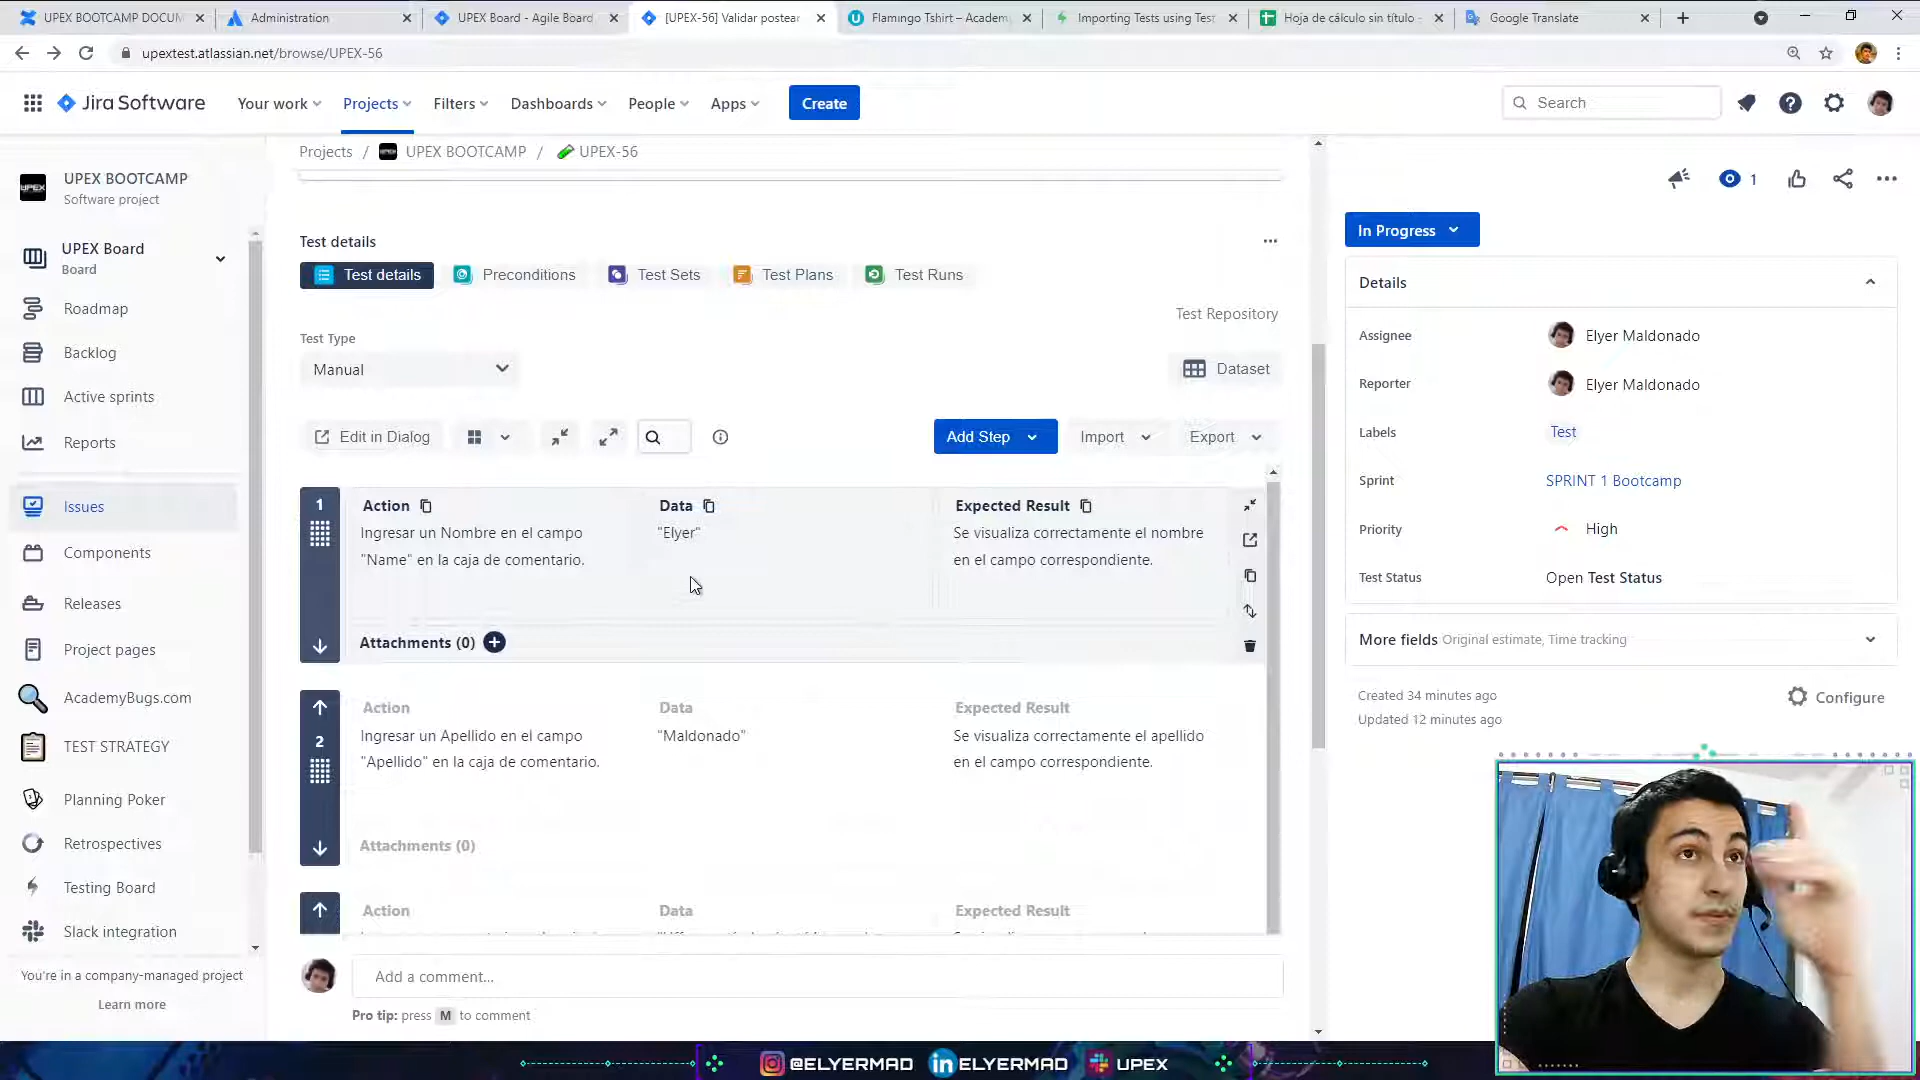 UPEX BOOTCAMP DOCUM
Administration
UPEX Board - Agile Board
[UPEX-56] Validar postear
Flamingo Tshirt – Academ
Importing Tests using Test
Hoja de cálculo sin título -
Google Translate
upextest.atlassian.net/browse/UPEX-56
Jira Software
Your work
Projects
Filters
Dashboards
People
Apps
Create
Search
UPEX BOOTCAMP
Software project
UPEX Board
Board
Roadmap
Backlog
Active sprints
Reports
Issues
Components
Releases
Project pages
AcademyBugs.com
TEST STRATEGY
Planning Poker
Retrospectives
Testing Board
Slack integration
You're in a company-managed project
Learn more
Projects / UPEX BOOTCAMP / UPEX-56
Test details
Test details
Preconditions
Test Sets
Test Plans
Test Runs
Test Repository
Test Type
Manual
Dataset
Edit in Dialog
Add Step
Import
Export
1
Action
Data
Expected Result
Ingresar un Nombre en el campo
"Name" en la caja de comentario.
"Elyer"
Se visualiza correctamente el nombre
en el campo correspondiente.
Attachments (0)
2
Action
Data
Expected Result
Ingresar un Apellido en el campo
"Apellido" en la caja de comentario.
"Maldonado"
Se visualiza correctamente el apellido
en el campo correspondiente.
Attachments (0)
Action
Data
Expected Result
Add a comment...
Pro tip: press M to comment
1
In Progress
Details
Assignee
Elyer Maldonado
Reporter
Elyer Maldonado
Labels
Test
Sprint
SPRINT 1 Bootcamp
Priority
High
Test Status
Open Test Status
More fields Original estimate, Time tracking
Created 34 minutes ago
Updated 12 minutes ago
Configure
@ELYERMAD
in ELYERMAD
UPEX